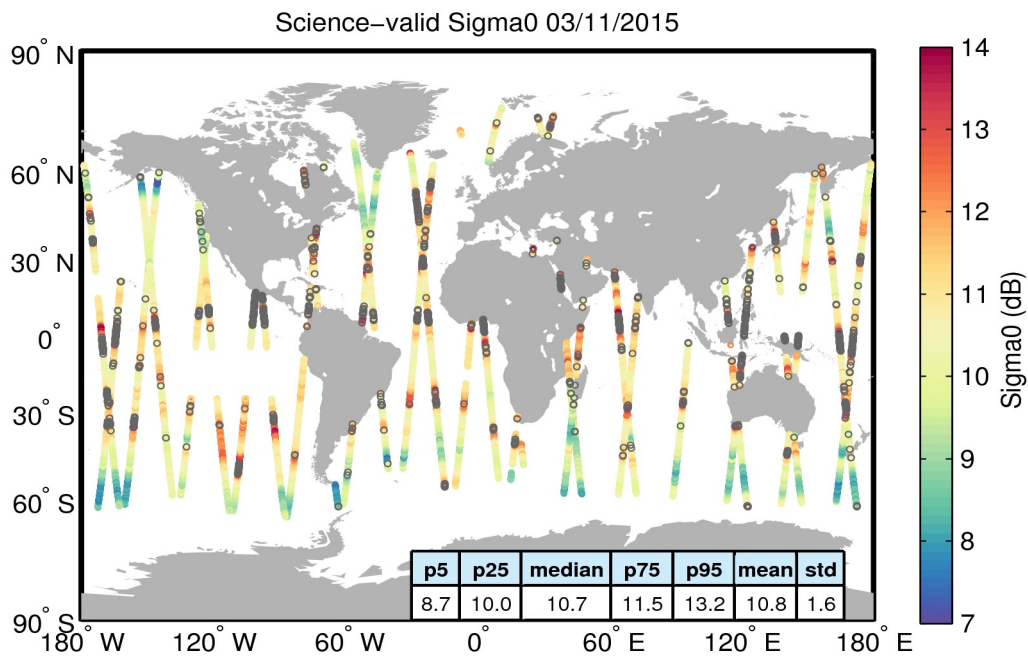 Science−valid Sigma0 03/11/2015
90° N
60° N
30° N
0°
30° S
60° S
90° S
180° W
120° W
60° W
0°
60° E
120° E
180° E
p5 p25 median p75 p95 mean std
8.7 10.0 10.7 11.5 13.2 10.8 1.6
14
13
12
11
10
9
8
7
Sigma0 (dB)